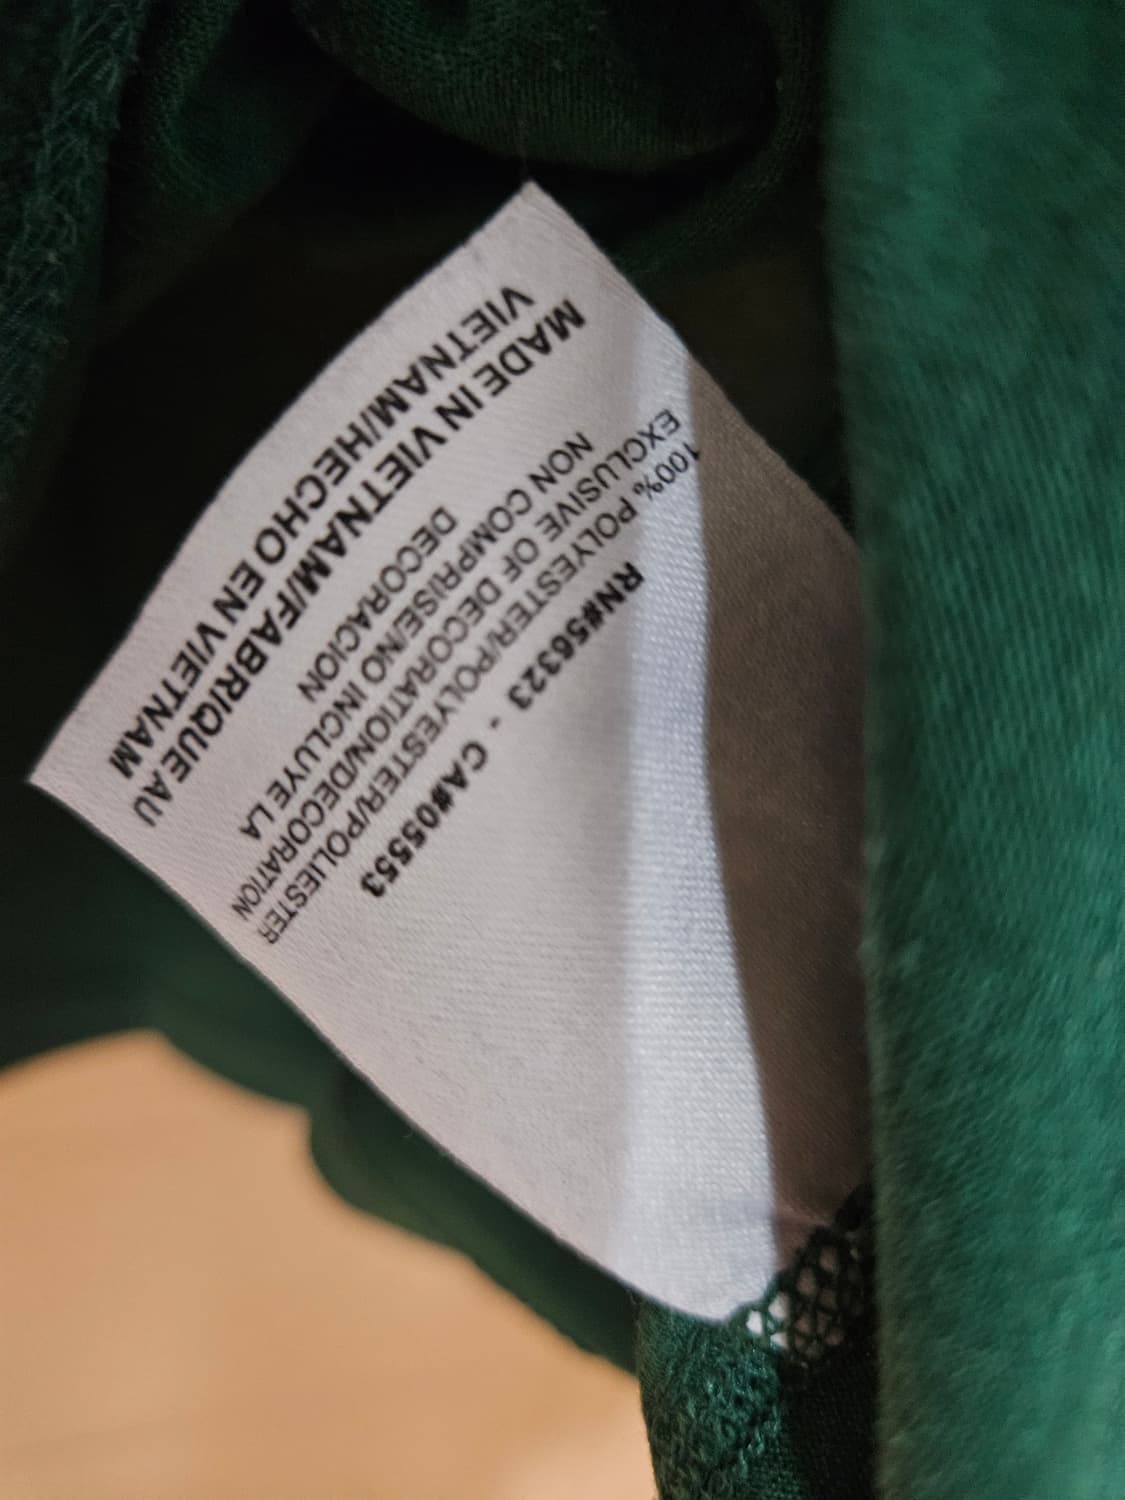 RN#56323 - CA#05553
100% POLYESTER/POLYESTER/POLIESTER
EXCLUSIVE OF DECORATION/DECORATION
NON COMPRISE/NO INCLUYE LA
DECORACION
MADE IN VIETNAM/FABRIQUE AU
VIETNAM/HECHO EN VIETNAM